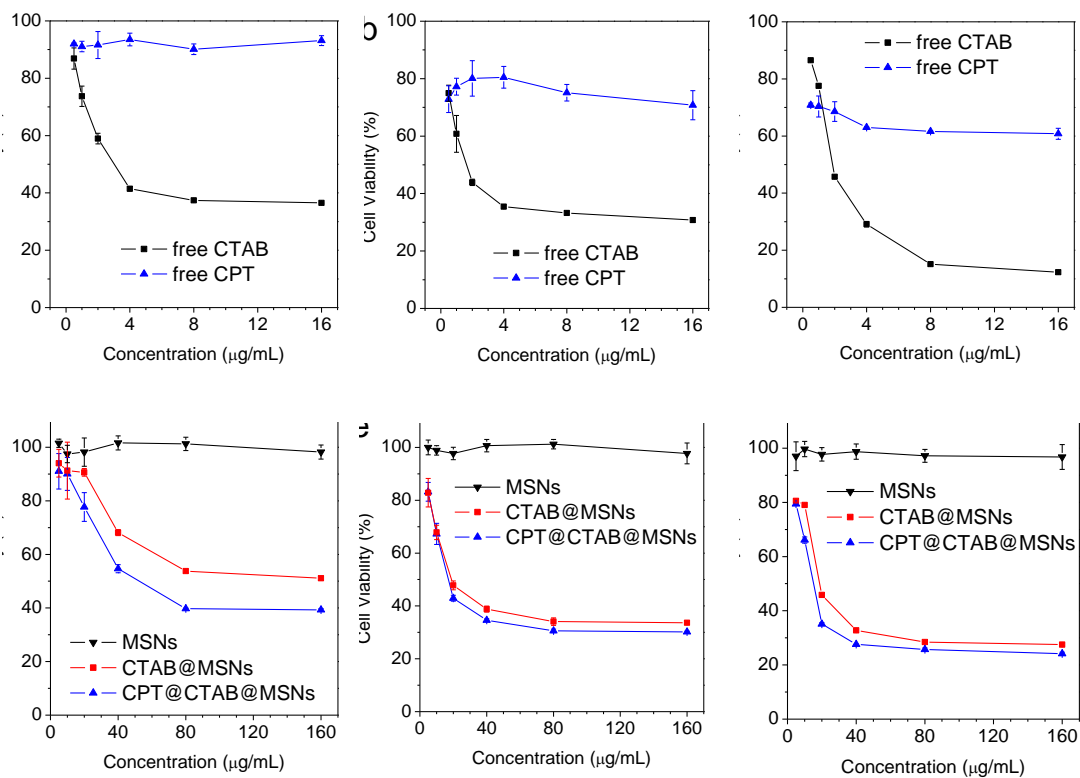 100
80
60
40
20
0
free CTAB
free CPT
0 4 8 12 16
Concentration (μg/mL)
100
80
60
40
20
0
Cell Viability (%)
free CTAB
free CPT
0 4 8 12 16
Concentration (μg/mL)
100
80
60
40
20
0
free CTAB
free CPT
0 4 8 12 16
Concentration (μg/mL)
100
80
60
40
20
0
MSNs
CTAB@MSNs
CPT@CTAB@MSNs
0 40 80 120 160
Concentration (μg/mL)
100
80
60
40
20
0
Cell Viability (%)
MSNs
CTAB@MSNs
CPT@CTAB@MSNs
0 40 80 120 160
Concentration (μg/mL)
100
80
60
40
20
0
MSNs
CTAB@MSNs
CPT@CTAB@MSNs
0 40 80 120 160
Concentration (μg/mL)